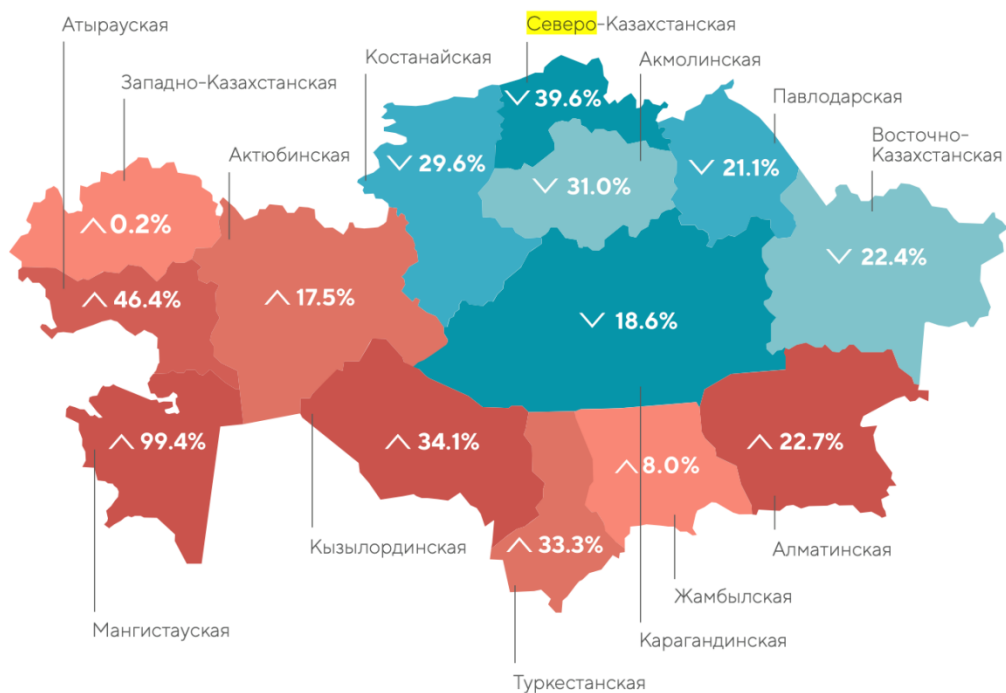 Атырауская
Северо-Казахстанская
Костанайская
Акмолинская
Западно-Казахстанская
Павлодарская
39.6%
Восточно-
Казахстанская
Актюбинская
29.6%
21.1%
31.0%
0.2%
22.4%
46.4%
17.5%
18.6%
99.4%
34.1%
22.7%
8.0%
33.3%
Кызылординская
Алматинская
Жамбылская
Мангистауская
Карагандинская
Туркестанская